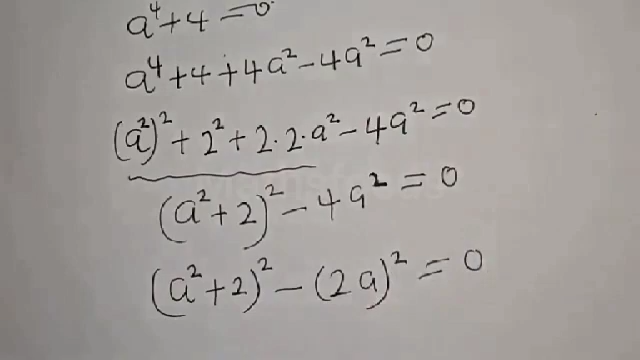 a⁴+4=0
a⁴+4+4a²-4a²=0
(a²)²+2²+2·2·a²-4a²=0
(a²+2)²-4a²=0
(a²+2)²-(2a)²=0